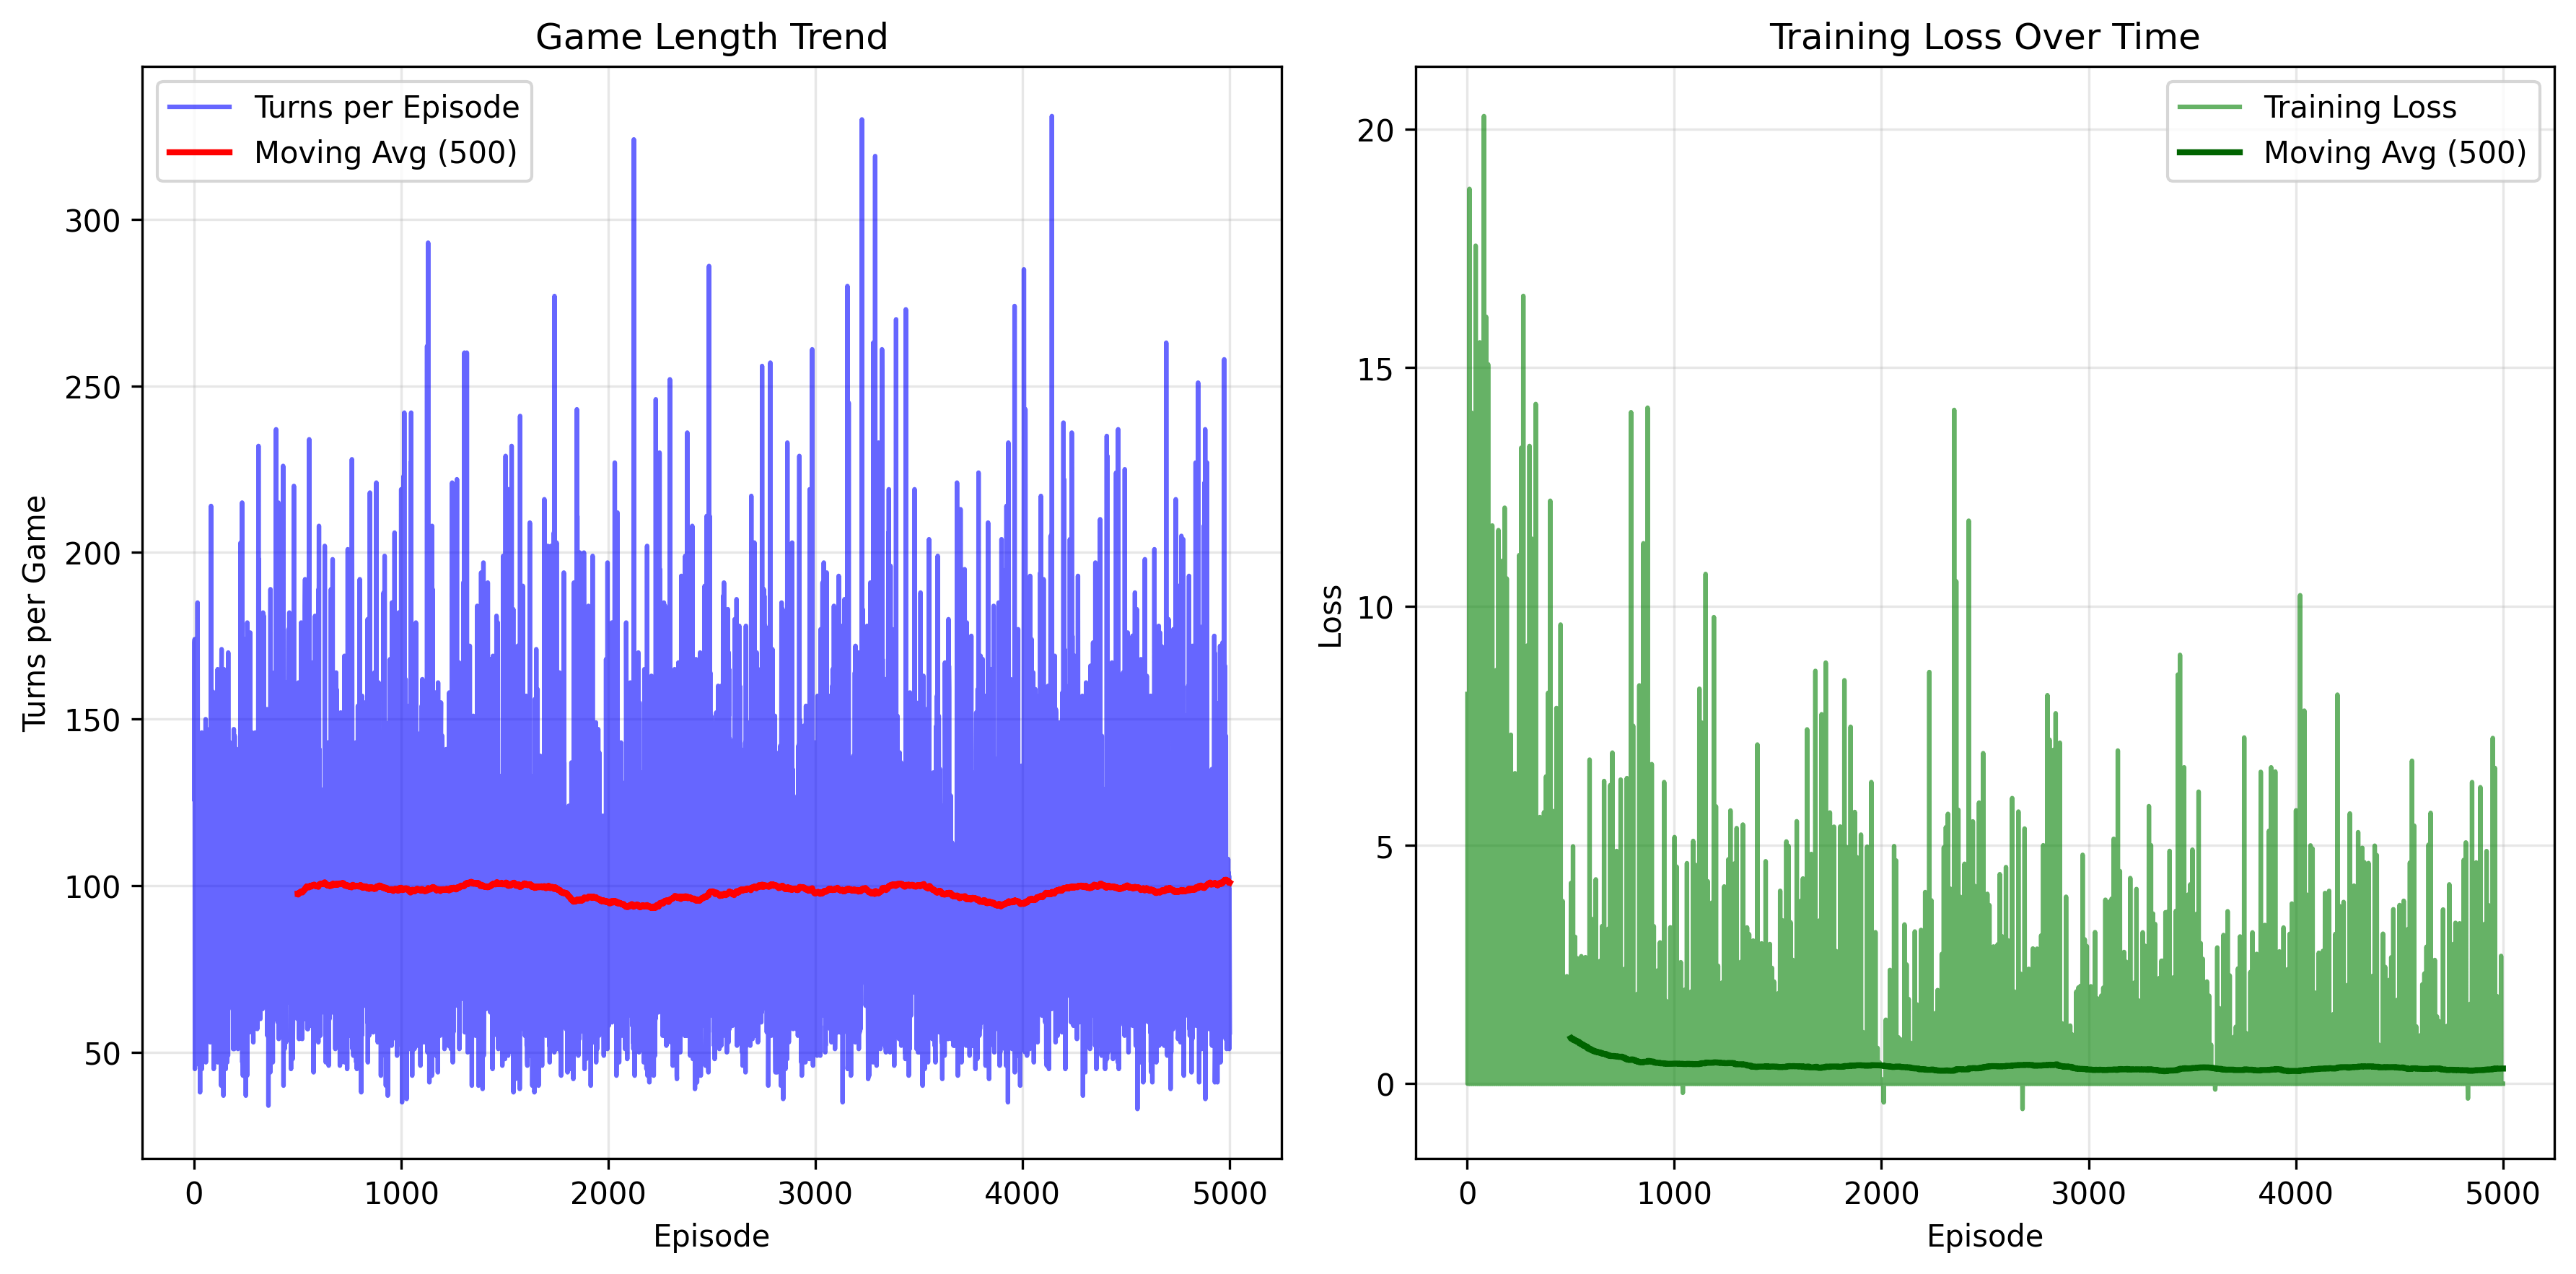 Game Length Trend
Turns per Episode
Moving Avg (500)
300
250
200
150
100
50
Turns per Game
0 1000 2000 3000 4000 5000
Episode
Training Loss Over Time
Training Loss
Moving Avg (500)
20
15
10
5
0
Loss
0 1000 2000 3000 4000 5000
Episode